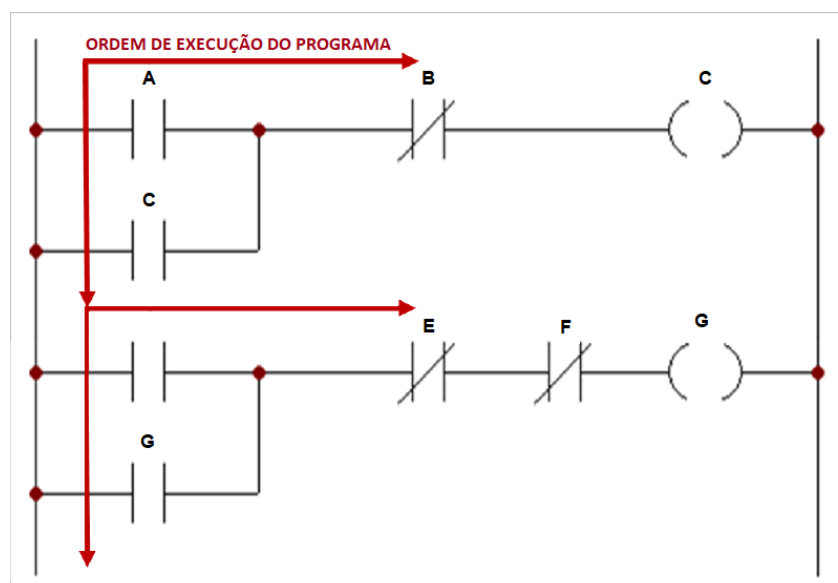 ORDEM DE EXECUÇÃO DO PROGRAMA
A B C
C
E F G
G